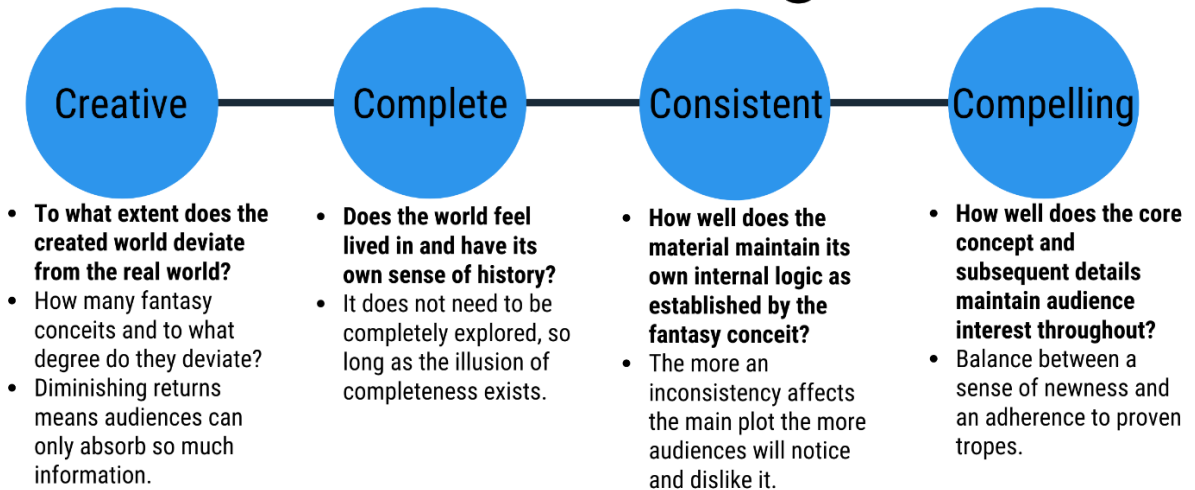 Creative
Complete
Consistent
Compelling
• To what extent does the
created world deviate
from the real world?
• How many fantasy
conceits and to what
degree do they deviate?
• Diminishing returns
means audiences can
only absorb so much
information.
• Does the world feel
lived in and have its
own sense of history?
• It does not need to be
completely explored, so
long as the illusion of
completeness exists.
• How well does the
material maintain its
own internal logic as
established by the
fantasy conceit?
• The more an
inconsistency affects
the main plot the more
audiences will notice
and dislike it.
• How well does the core
concept and
subsequent details
maintain audience
interest throughout?
• Balance between a
sense of newness and
an adherence to proven
tropes.